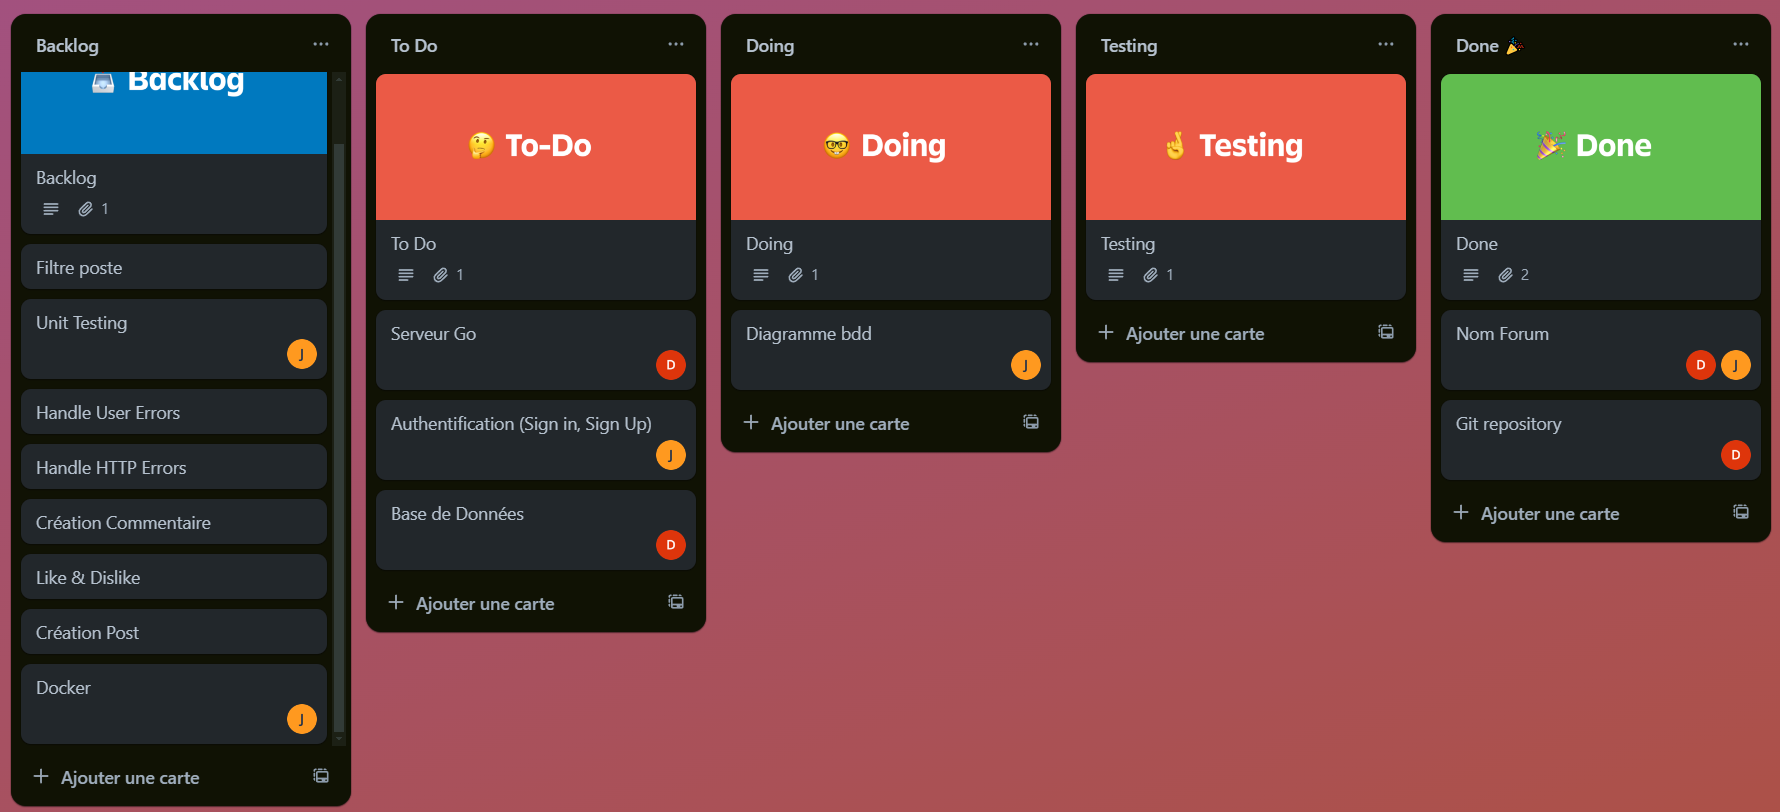 Backlog
Backlog
Backlog
1
Filtre poste
Unit Testing
J
Handle User Errors
Handle HTTP Errors
Création Commentaire
Like & Dislike
Création Post
Docker
J
Ajouter une carte
To Do
To-Do
To Do
1
Serveur Go
D
Authentification (Sign in, Sign Up)
J
Base de Données
D
Ajouter une carte
Doing
Doing
Doing
1
Diagramme bdd
J
Ajouter une carte
Testing
Testing
Testing
1
Ajouter une carte
Done 🎉
Done
Done
2
Nom Forum
D J
Git repository
D
Ajouter une carte